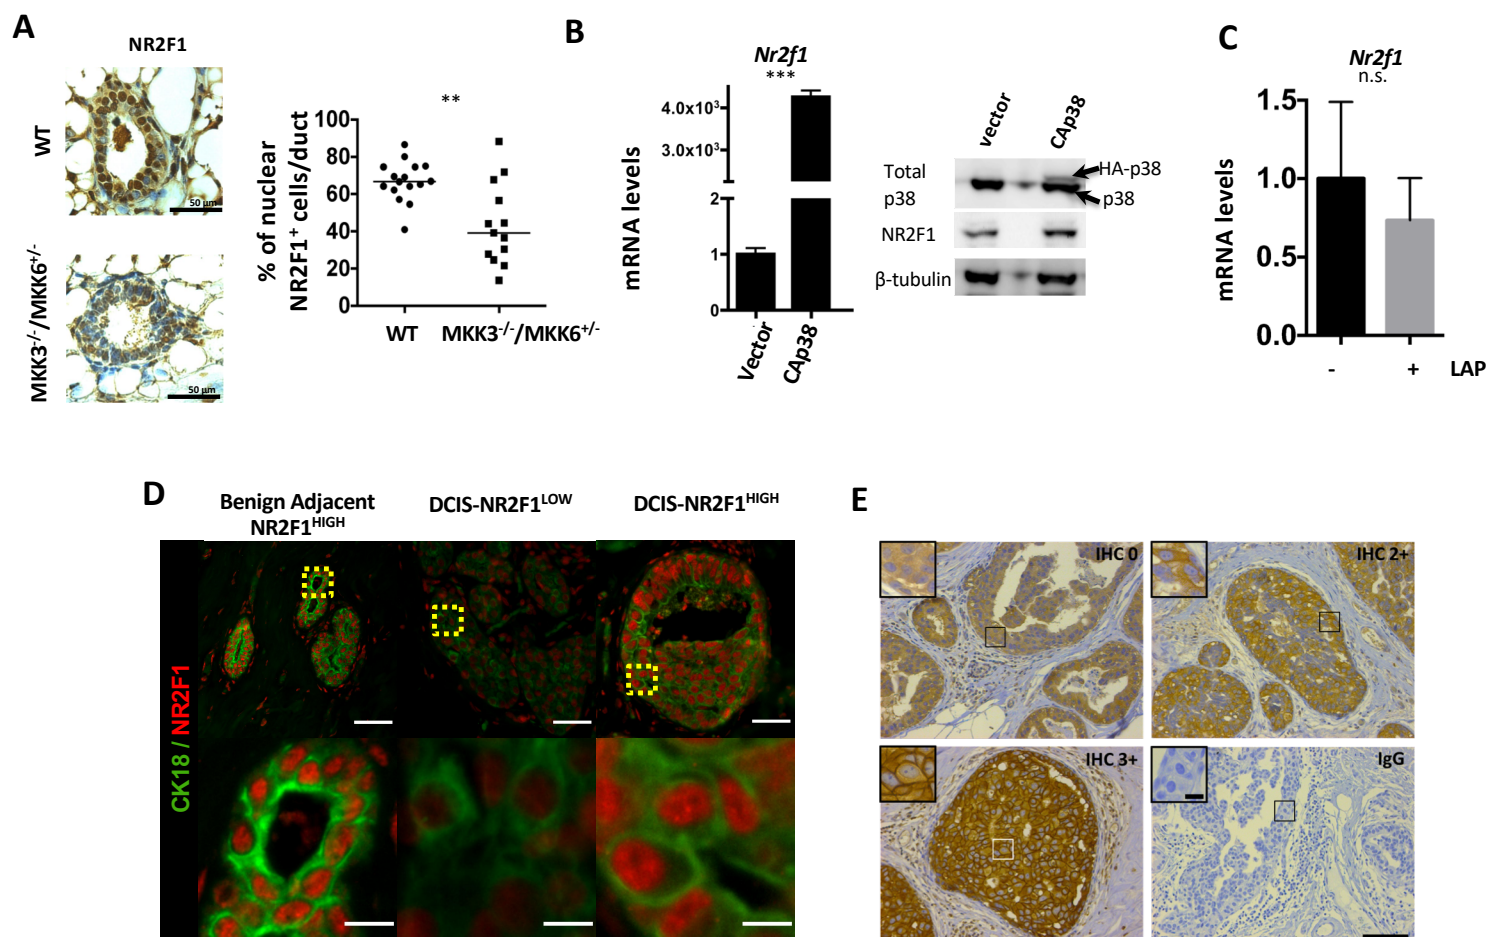 A
NR2F1
WT
50 µm
MKK3-/-/MKK6+/-
50 µm
**
% of nuclear
NR2F1+ cells/duct
100
80
60
40
20
0
WT
MKK3-/-/MKK6+/-
B
Nr2f1
***
mRNA levels
4.0x10³
3.0x10³
2
1
0
Vector
CAp38
vector
CAp38
Total
p38
HA-p38
p38
NR2F1
β-tubulin
C
Nr2f1
n.s.
mRNA levels
1.5
1.0
0.5
0.0
-
+
LAP
D
Benign Adjacent
NR2F1HIGH
DCIS-NR2F1LOW
DCIS-NR2F1HIGH
CK18 / NR2F1
E
IHC 0
IHC 2+
IHC 3+
IgG